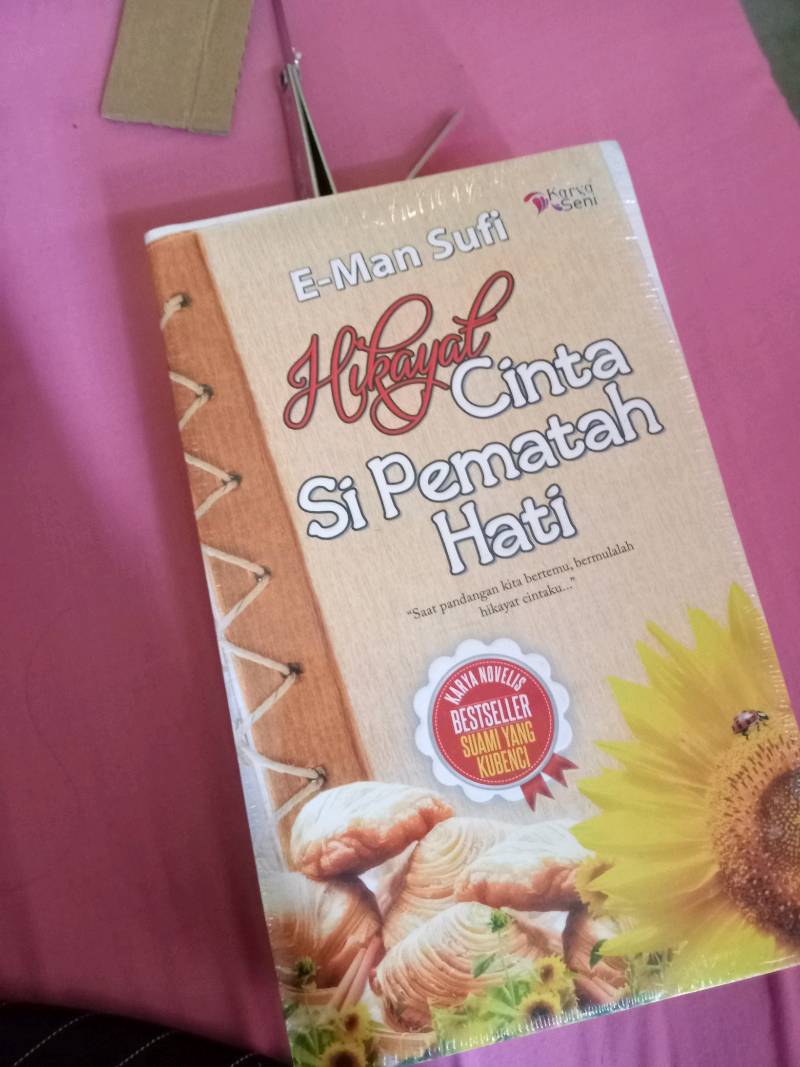 Karya
Seni
E-Man Sufi
Hikayat
Cinta
Si Pematah
Hati
"Saat pandangan kita bertemu, bermulalah
hikayat cintaku..."
KARYA NOVELIS
BESTSELLER
SUAMI YANG
KUBENCI